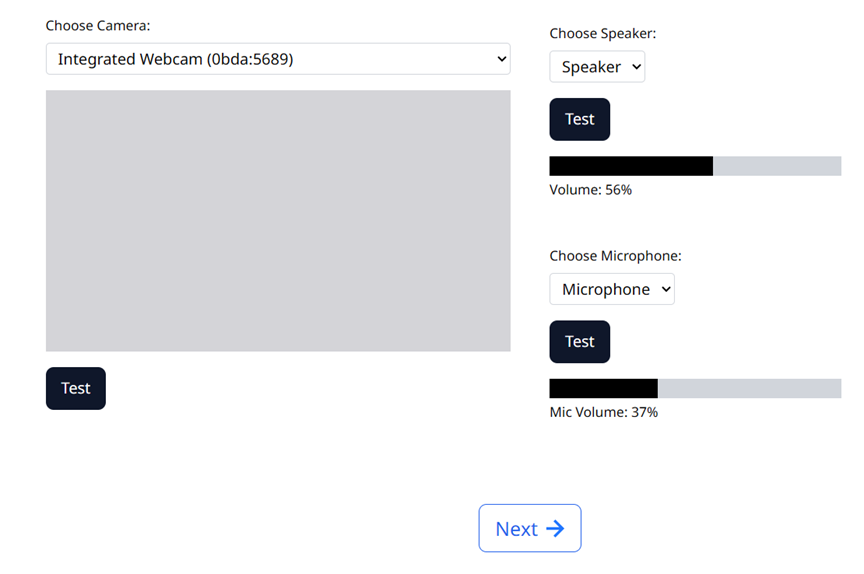 Choose Camera:
Integrated Webcam (0bda:5689)
Test
Choose Speaker:
Speaker
Test
Volume: 56%
Choose Microphone:
Microphone
Test
Mic Volume: 37%
Next